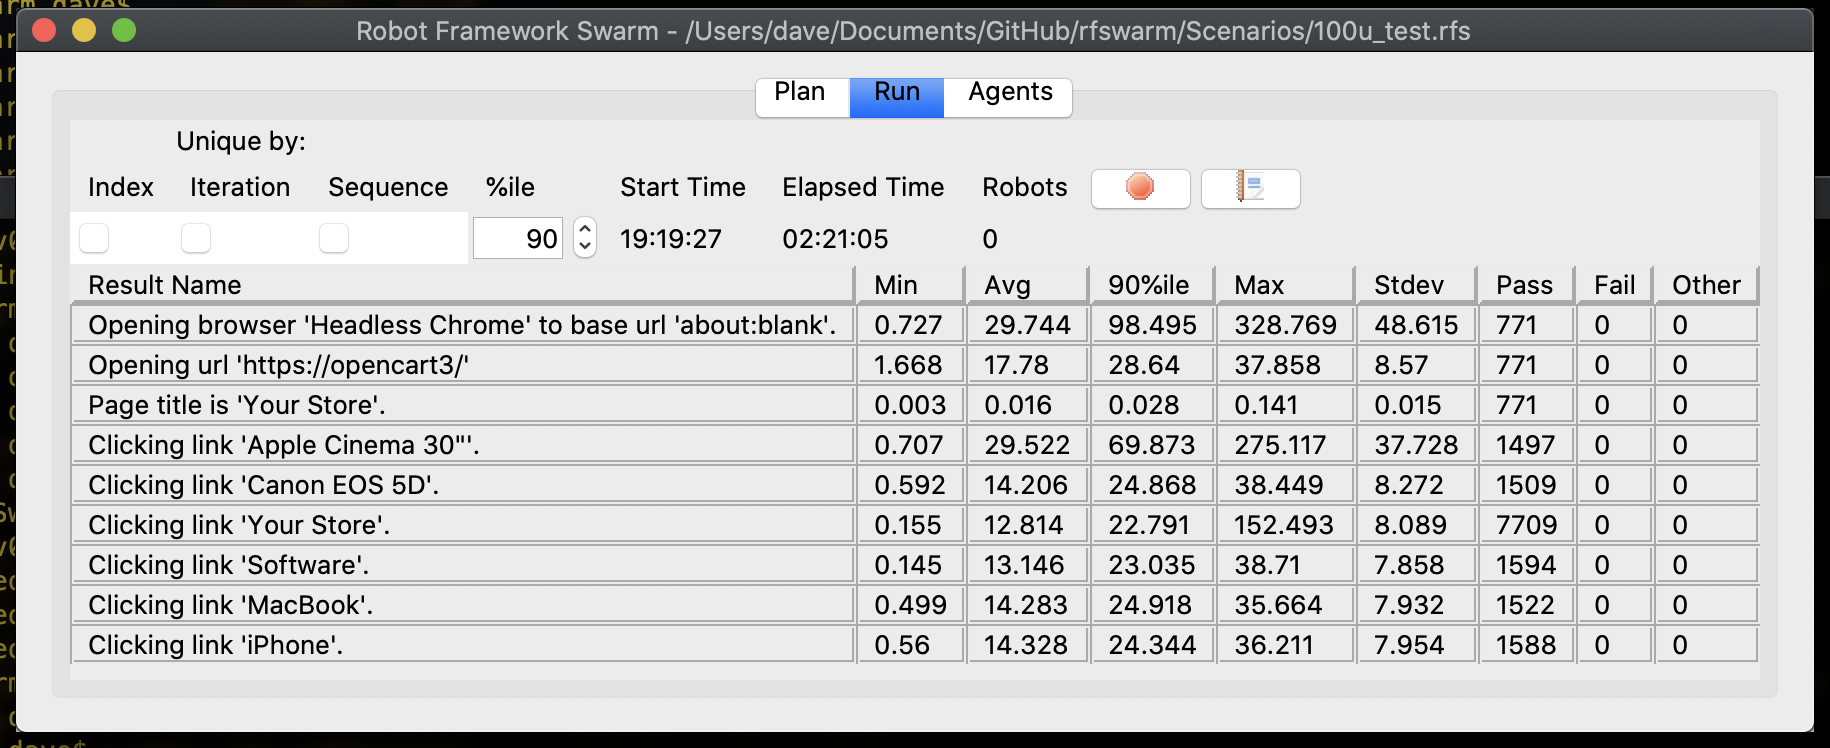 Robot Framework Swarm - /Users/dave/Documents/GitHub/rfswarm/Scenarios/100u_test.rfs
Plan Run Agents
Unique by:
Index Iteration Sequence %ile Start Time Elapsed Time Robots
90 19:19:27 02:21:05 0
Result Name Min Avg 90%ile Max Stdev Pass Fail Other
Opening browser 'Headless Chrome' to base url 'about:blank'. 0.727 29.744 98.495 328.769 48.615 771 0 0
Opening url 'https://opencart3/' 1.668 17.78 28.64 37.858 8.57 771 0 0
Page title is 'Your Store'. 0.003 0.016 0.028 0.141 0.015 771 0 0
Clicking link 'Apple Cinema 30"'. 0.707 29.522 69.873 275.117 37.728 1497 0 0
Clicking link 'Canon EOS 5D'. 0.592 14.206 24.868 38.449 8.272 1509 0 0
Clicking link 'Your Store'. 0.155 12.814 22.791 152.493 8.089 7709 0 0
Clicking link 'Software'. 0.145 13.146 23.035 38.71 7.858 1594 0 0
Clicking link 'MacBook'. 0.499 14.283 24.918 35.664 7.932 1522 0 0
Clicking link 'iPhone'. 0.56 14.328 24.344 36.211 7.954 1588 0 0